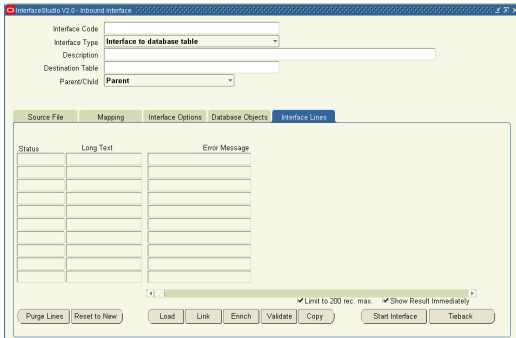 InterfaceStudio V2.8 - Inbound interface
Interface Code
Interface Type Interface to database table
Description
Destination Table
Parent/Child Parent
Source File Mapping Interface Options Database Objects Interface Lines
Status Long Text Error Message
Limit to 200 rec. max. Show Result Immediately
Purge Lines Reset to New Load Link Enrich Validate Copy Start Interface Tieback